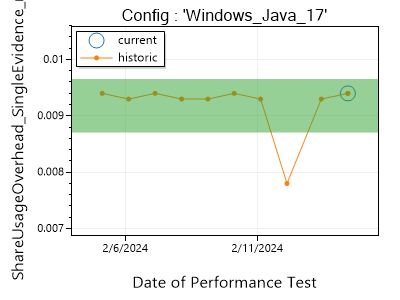 Config : 'Windows_Java_17'
current
historic
0.01
0.009
0.008
0.007
2/6/2024
2/11/2024
Date of Performance Test
ShareUsageOverhead_SingleEvidence_